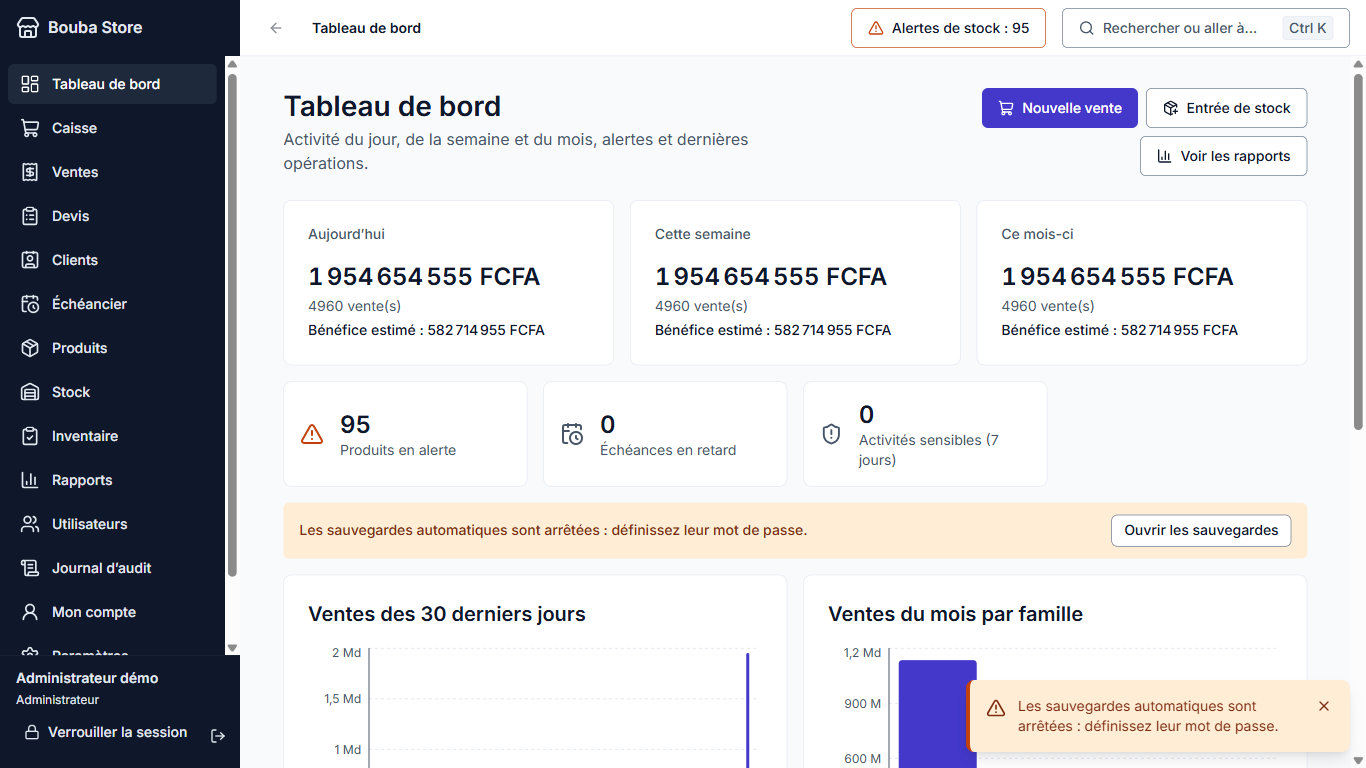 Bouba Store
Tableau de bord
Alertes de stock : 95
Rechercher ou aller à...
Ctrl K
Tableau de bord
Caisse
Ventes
Devis
Clients
Échéancier
Produits
Stock
Inventaire
Rapports
Utilisateurs
Journal d’audit
Mon compte
Paramètres
Administrateur démo
Administrateur
Verrouiller la session
Tableau de bord
Activité du jour, de la semaine et du mois, alertes et dernières
opérations.
Nouvelle vente
Entrée de stock
Voir les rapports
Aujourd’hui
1 954 654 555 FCFA
4960 vente(s)
Bénéfice estimé : 582 714 955 FCFA
Cette semaine
1 954 654 555 FCFA
4960 vente(s)
Bénéfice estimé : 582 714 955 FCFA
Ce mois-ci
1 954 654 555 FCFA
4960 vente(s)
Bénéfice estimé : 582 714 955 FCFA
95
Produits en alerte
0
Échéances en retard
0
Activités sensibles (7
jours)
Les sauvegardes automatiques sont arrêtées : définissez leur mot de passe.
Ouvrir les sauvegardes
Ventes des 30 derniers jours
2 Md
1,5 Md
1 Md
Ventes du mois par famille
1,2 Md
900 M
600 M
Les sauvegardes automatiques sont
arrêtées : définissez leur mot de passe.